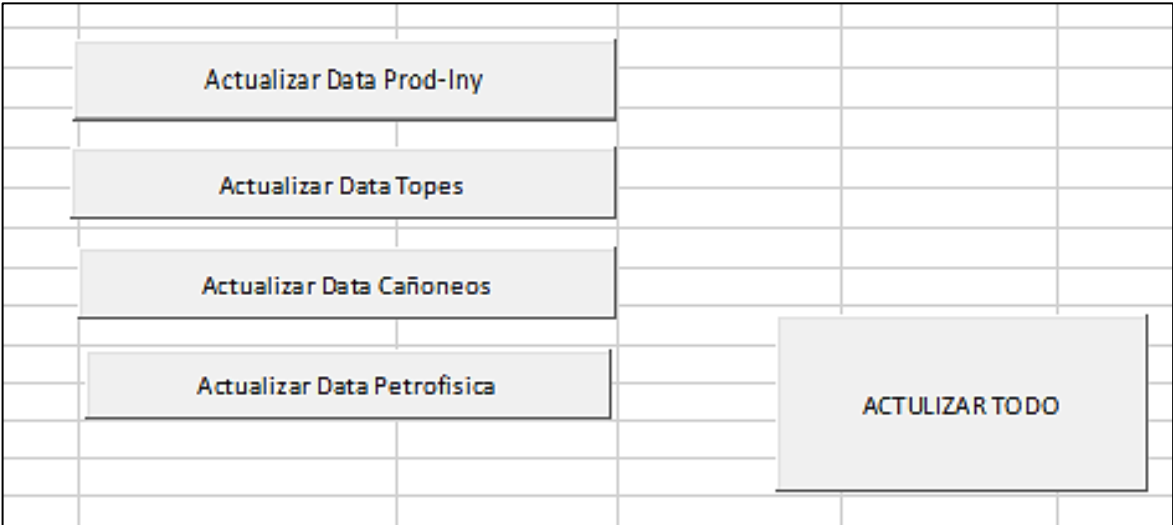 Actualizar Data Prod-Iny
Actualizar Data Topes
Actualizar Data Cañoneos
Actualizar Data Petrofisica
ACTULIZAR TODO